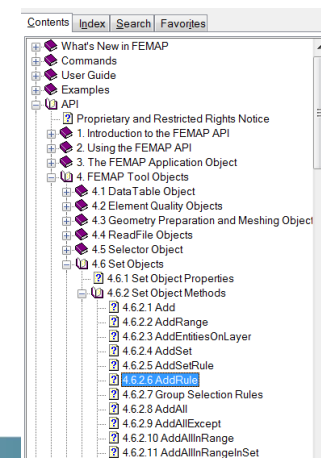 Contents Index Search Favorites
What's New in FEMAP
Commands
User Guide
Examples
API
Proprietary and Restricted Rights Notice
1. Introduction to the FEMAP API
2. Using the FEMAP API
3. The FEMAP Application Object
4. FEMAP Tool Objects
4.1 DataTable Object
4.2 Element Quality Objects
4.3 Geometry Preparation and Meshing Object
4.4 ReadFile Objects
4.5 Selector Object
4.6 Set Objects
4.6.1 Set Object Properties
4.6.2 Set Object Methods
4.6.2.1 Add
4.6.2.2 AddRange
4.6.2.3 AddEntitiesOnLayer
4.6.2.4 AddSet
4.6.2.5 AddSetRule
4.6.2.6 AddRule
4.6.2.7 Group Selection Rules
4.6.2.8 AddAll
4.6.2.9 AddAllExcept
4.6.2.10 AddAllInRange
4.6.2.11 AddAllInRangeInSet